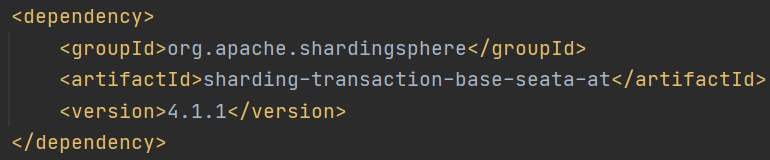 <dependency>
    <groupId>org.apache.shardingsphere</groupId>
    <artifactId>sharding-transaction-base-seata-at</artifactId>
    <version>4.1.1</version>
</dependency>